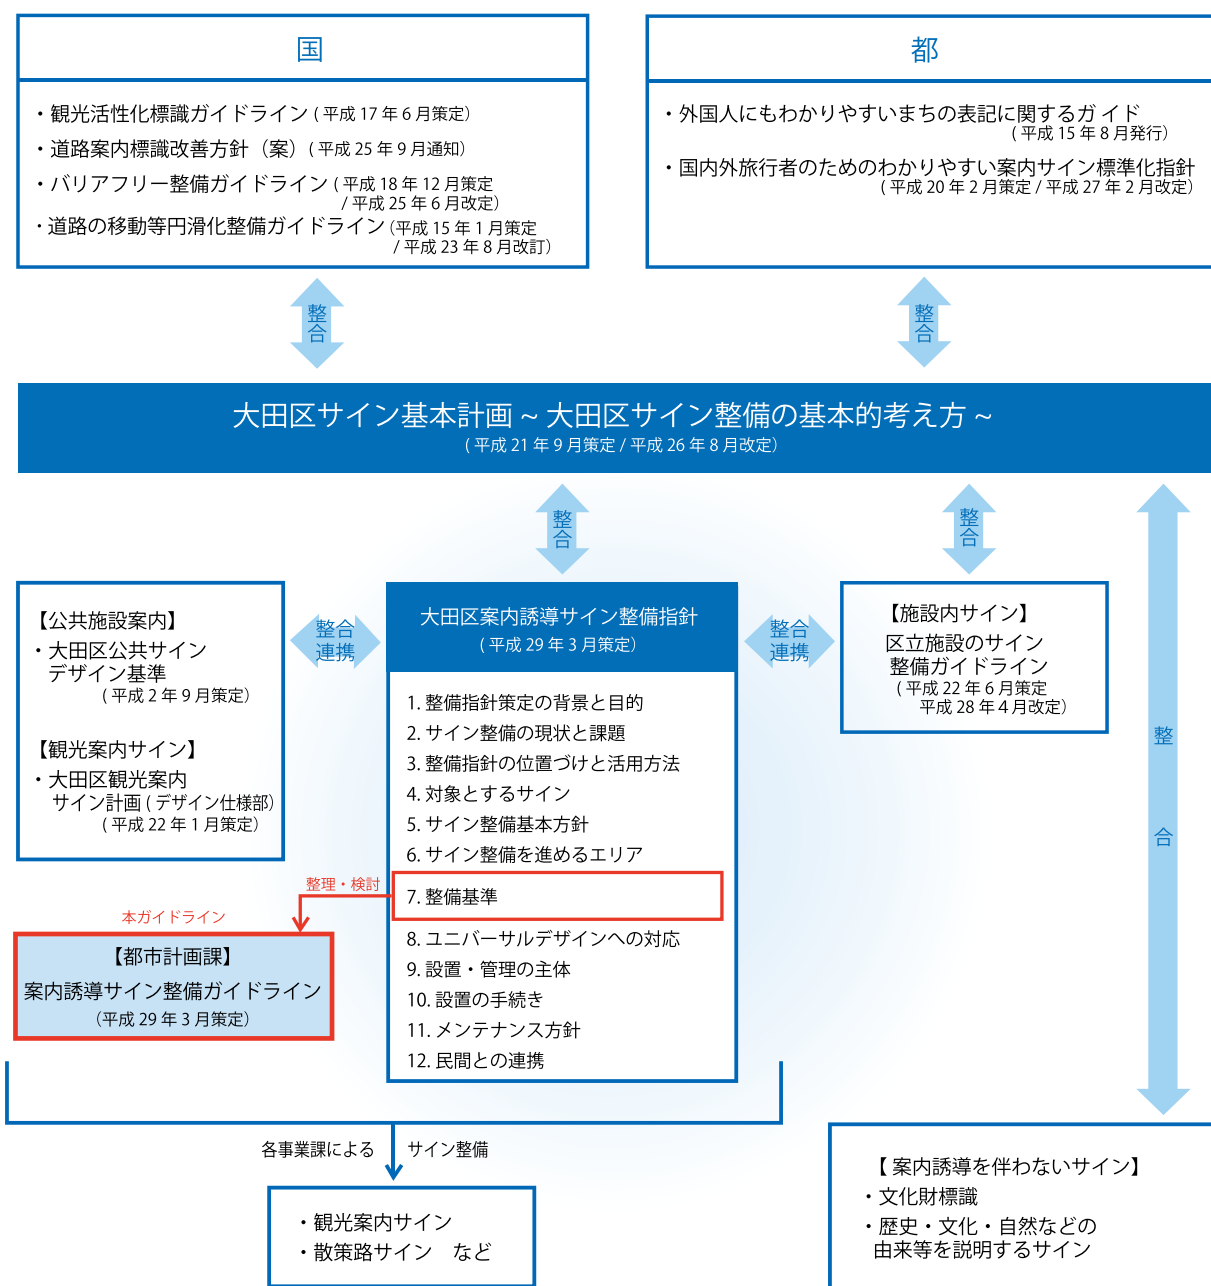 国
・観光活性化標識ガイドライン ( 平成 17 年 6 月策定)
・道路案内標識改善方針（案）( 平成 25 年 9 月通知)
・バリアフリー整備ガイドライン ( 平成 18 年 12 月策定
/ 平成 25 年 6 月改定)
・道路の移動等円滑化整備ガイドライン (平成 15 年 1 月策定
/ 平成 23 年 8 月改訂)
都
・外国人にもわかりやすいまちの表記に関するガイド
( 平成 15 年 8 月発行)
・国内外旅行者のためのわかりやすい案内サイン標準化指針
( 平成 20 年 2 月策定 / 平成 27 年 2 月改定)
整合
整合
大田区サイン基本計画 ~ 大田区サイン整備の基本的考え方 ~
( 平成 21 年 9 月策定 / 平成 26 年 8 月改定)
整合
整合
整合
【公共施設案内】
・大田区公共サイン
デザイン基準
( 平成 2 年 9 月策定)
【観光案内サイン】
・大田区観光案内
サイン計画 ( デザイン仕様部)
( 平成 22 年 1 月策定)
整合
連携
大田区案内誘導サイン整備指針
( 平成 29 年 3 月策定)
1. 整備指針策定の背景と目的
2. サイン整備の現状と課題
3. 整備指針の位置づけと活用方法
4. 対象とするサイン
5. サイン整備基本方針
6. サイン整備を進めるエリア
7. 整備基準
8. ユニバーサルデザインへの対応
9. 設置・管理の主体
10. 設置の手続き
11. メンテナンス方針
12. 民間との連携
整合
連携
【施設内サイン】
区立施設のサイン
整備ガイドライン
( 平成 22 年 6 月策定
平成 28 年 4 月改定)
整理・検討
本ガイドライン
【都市計画課】
案内誘導サイン整備ガイドライン
(平成 29 年 3 月策定)
各事業課による サイン整備
・観光案内サイン
・散策路サイン　など
【 案内誘導を伴わないサイン】
・文化財標識
・歴史・文化・自然などの
由来等を説明するサイン